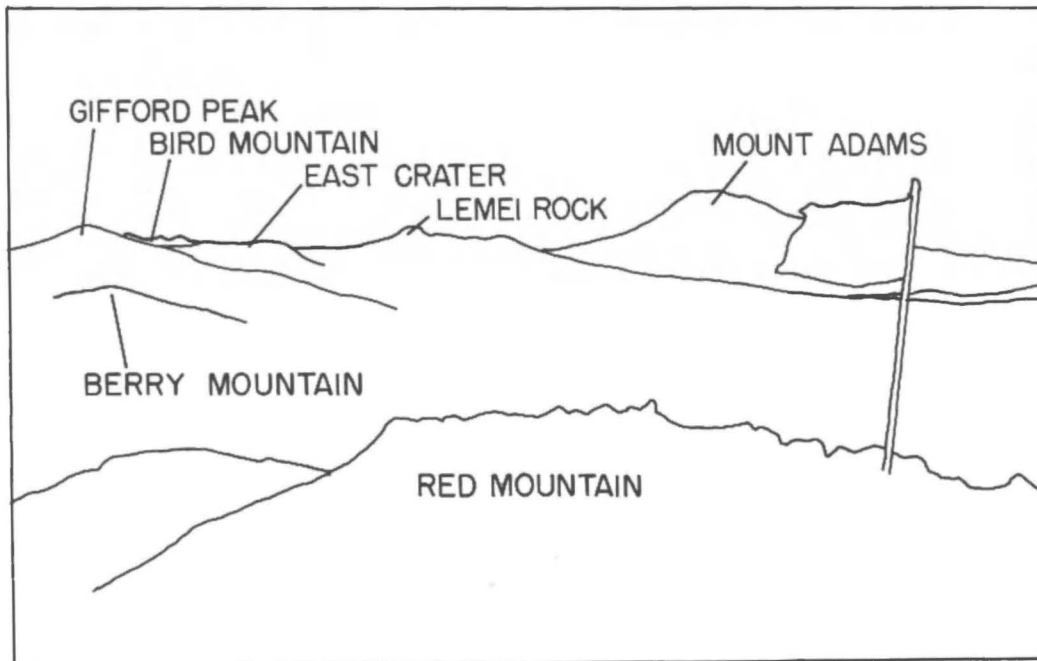 GIFFORD PEAK
BIRD MOUNTAIN
EAST CRATER
LEMEI ROCK
MOUNT ADAMS
BERRY MOUNTAIN
RED MOUNTAIN